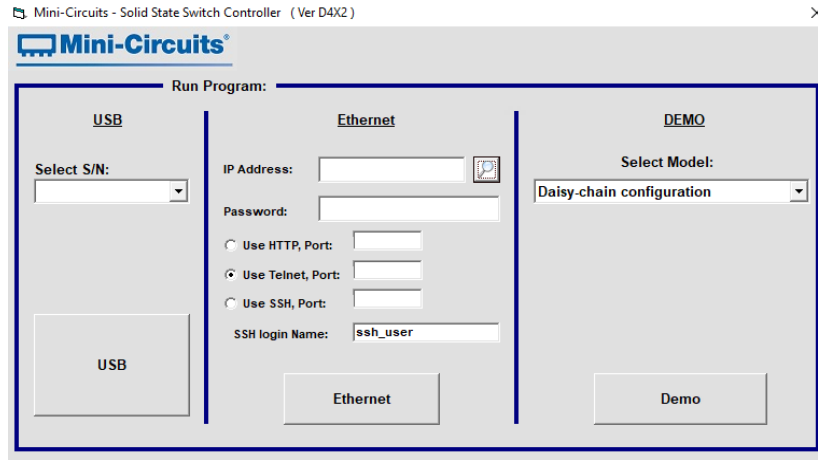 Mini-Circuits - Solid State Switch Controller ( Ver D4X2 )
Mini-Circuits®
Run Program:
USB
Select S/N:
USB
Ethernet
IP Address:
Password:
Use HTTP, Port:
Use Telnet, Port:
Use SSH, Port:
SSH login Name: ssh_user
Ethernet
DEMO
Select Model:
Daisy-chain configuration
Demo